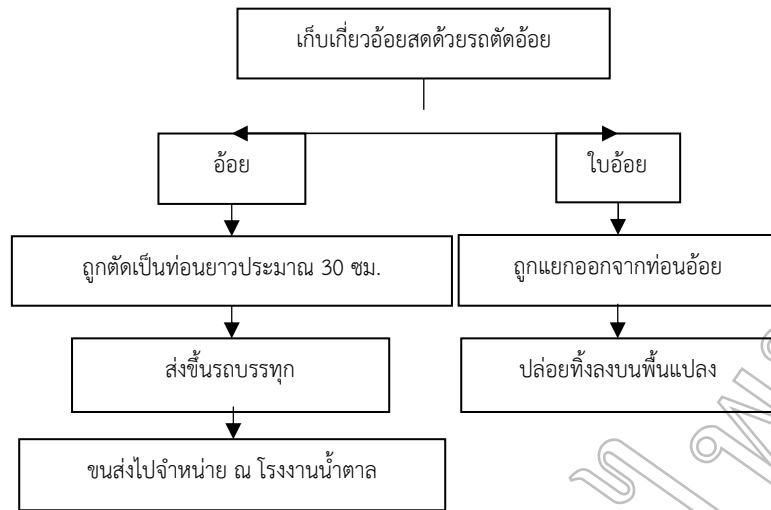 เก็บเกี่ยวอ้อยสดด้วยรถตัดอ้อย
อ้อย
ใบอ้อย
ถูกตัดเป็นท่อนยาวประมาณ 30 ซม.
ถูกแยกออกจากท่อนอ้อย
ส่งขึ้นรถบรรทุก
ปล่อยทิ้งลงบนพื้นแปลง
ขนส่งไปจำหน่าย ณ โรงงานน้ำตาล